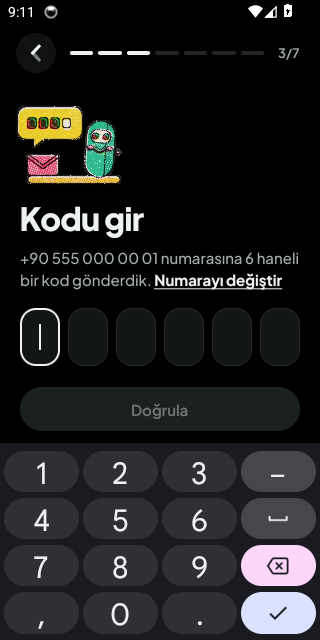 9:11
3/7
Kodu gir
+90 555 000 00 01 numarasına 6 haneli
bir kod gönderdik. Numarayı değiştir
Doğrula
1 2 3 –
4 5 6
7 8 9
, 0 .